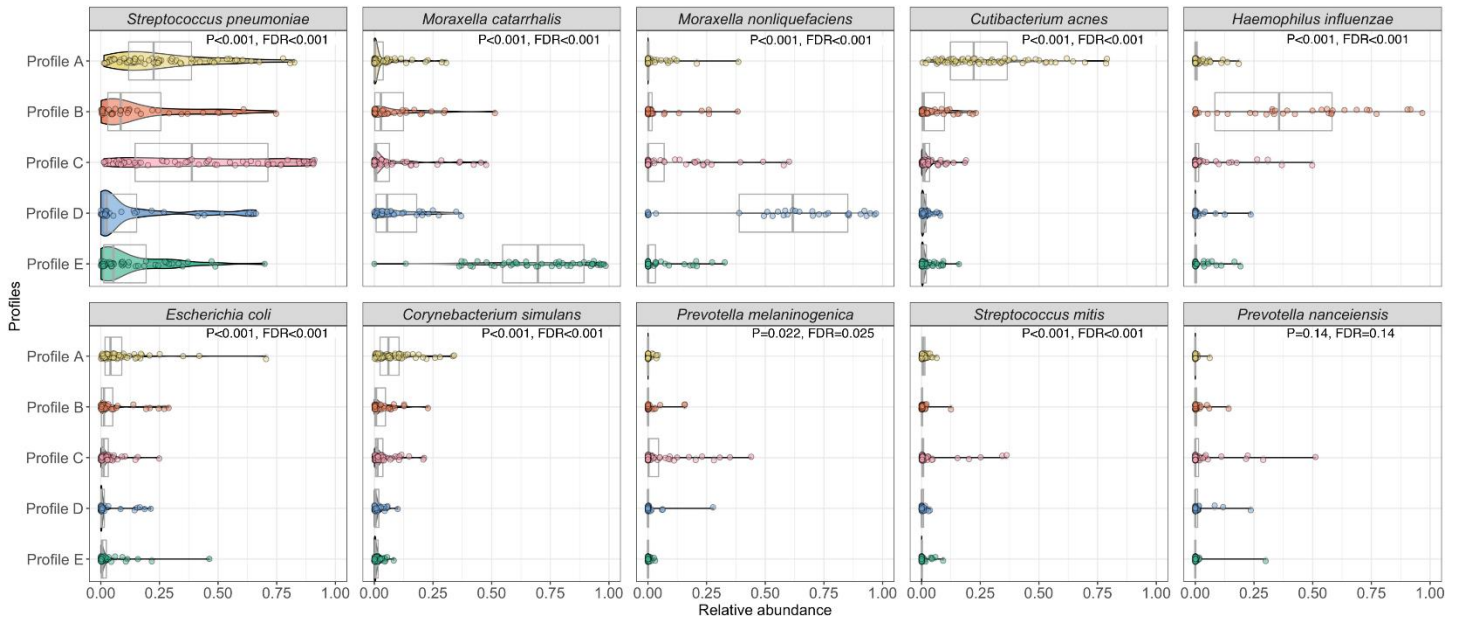 Streptococcus pneumoniae
Moraxella catarrhalis
Moraxella nonliquefaciens
Cutibacterium acnes
Haemophilus influenzae
P<0.001, FDR<0.001
P<0.001, FDR<0.001
P<0.001, FDR<0.001
P<0.001, FDR<0.001
P<0.001, FDR<0.001
Profile A
Profile B
Profile C
Profile D
Profile E
Profiles
Escherichia coli
Corynebacterium simulans
Prevotella melaninogenica
Streptococcus mitis
Prevotella nanceiensis
P<0.001, FDR<0.001
P<0.001, FDR<0.001
P=0.022, FDR=0.025
P<0.001, FDR<0.001
P=0.14, FDR=0.14
Profile A
Profile B
Profile C
Profile D
Profile E
0.00 0.25 0.50 0.75 1.00
0.00 0.25 0.50 0.75 1.00
0.00 0.25 0.50 0.75 1.00
0.00 0.25 0.50 0.75 1.00
0.00 0.25 0.50 0.75 1.00
Relative abundance